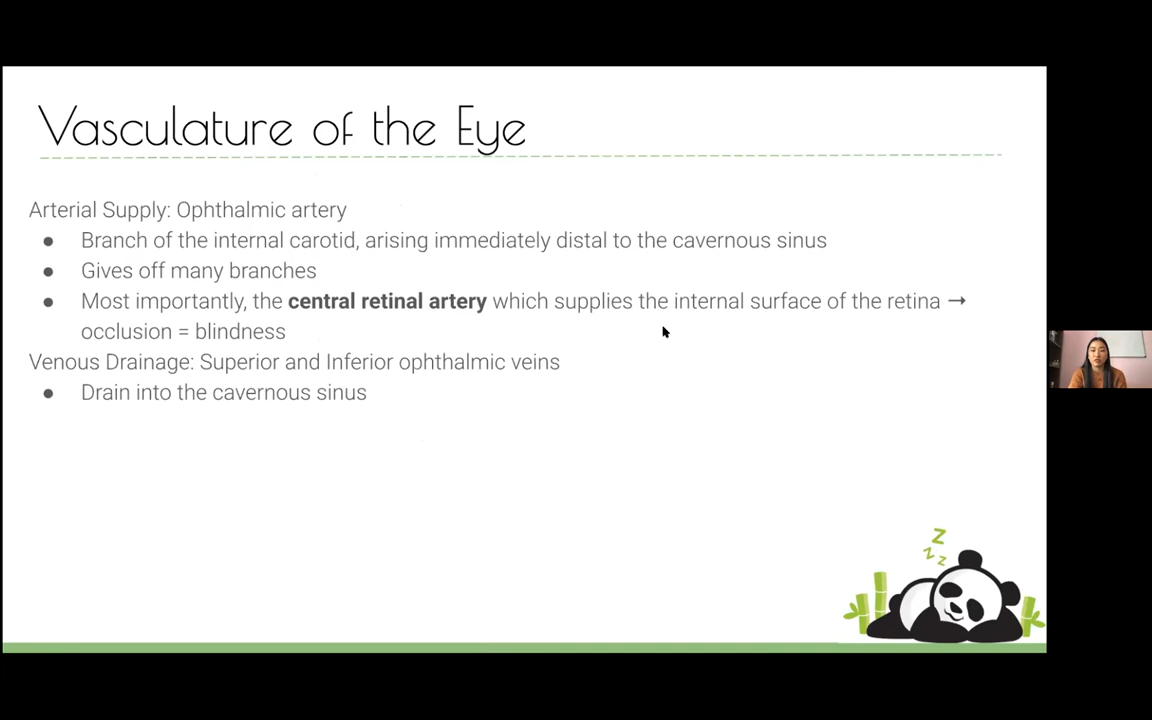 Vasculature of the Eye
Arterial Supply: Ophthalmic artery
● Branch of the internal carotid, arising immediately distal to the cavernous sinus
● Gives off many branches
● Most importantly, the central retinal artery which supplies the internal surface of the retina →
occlusion = blindness
Venous Drainage: Superior and Inferior ophthalmic veins
● Drain into the cavernous sinus
Z
Z Z